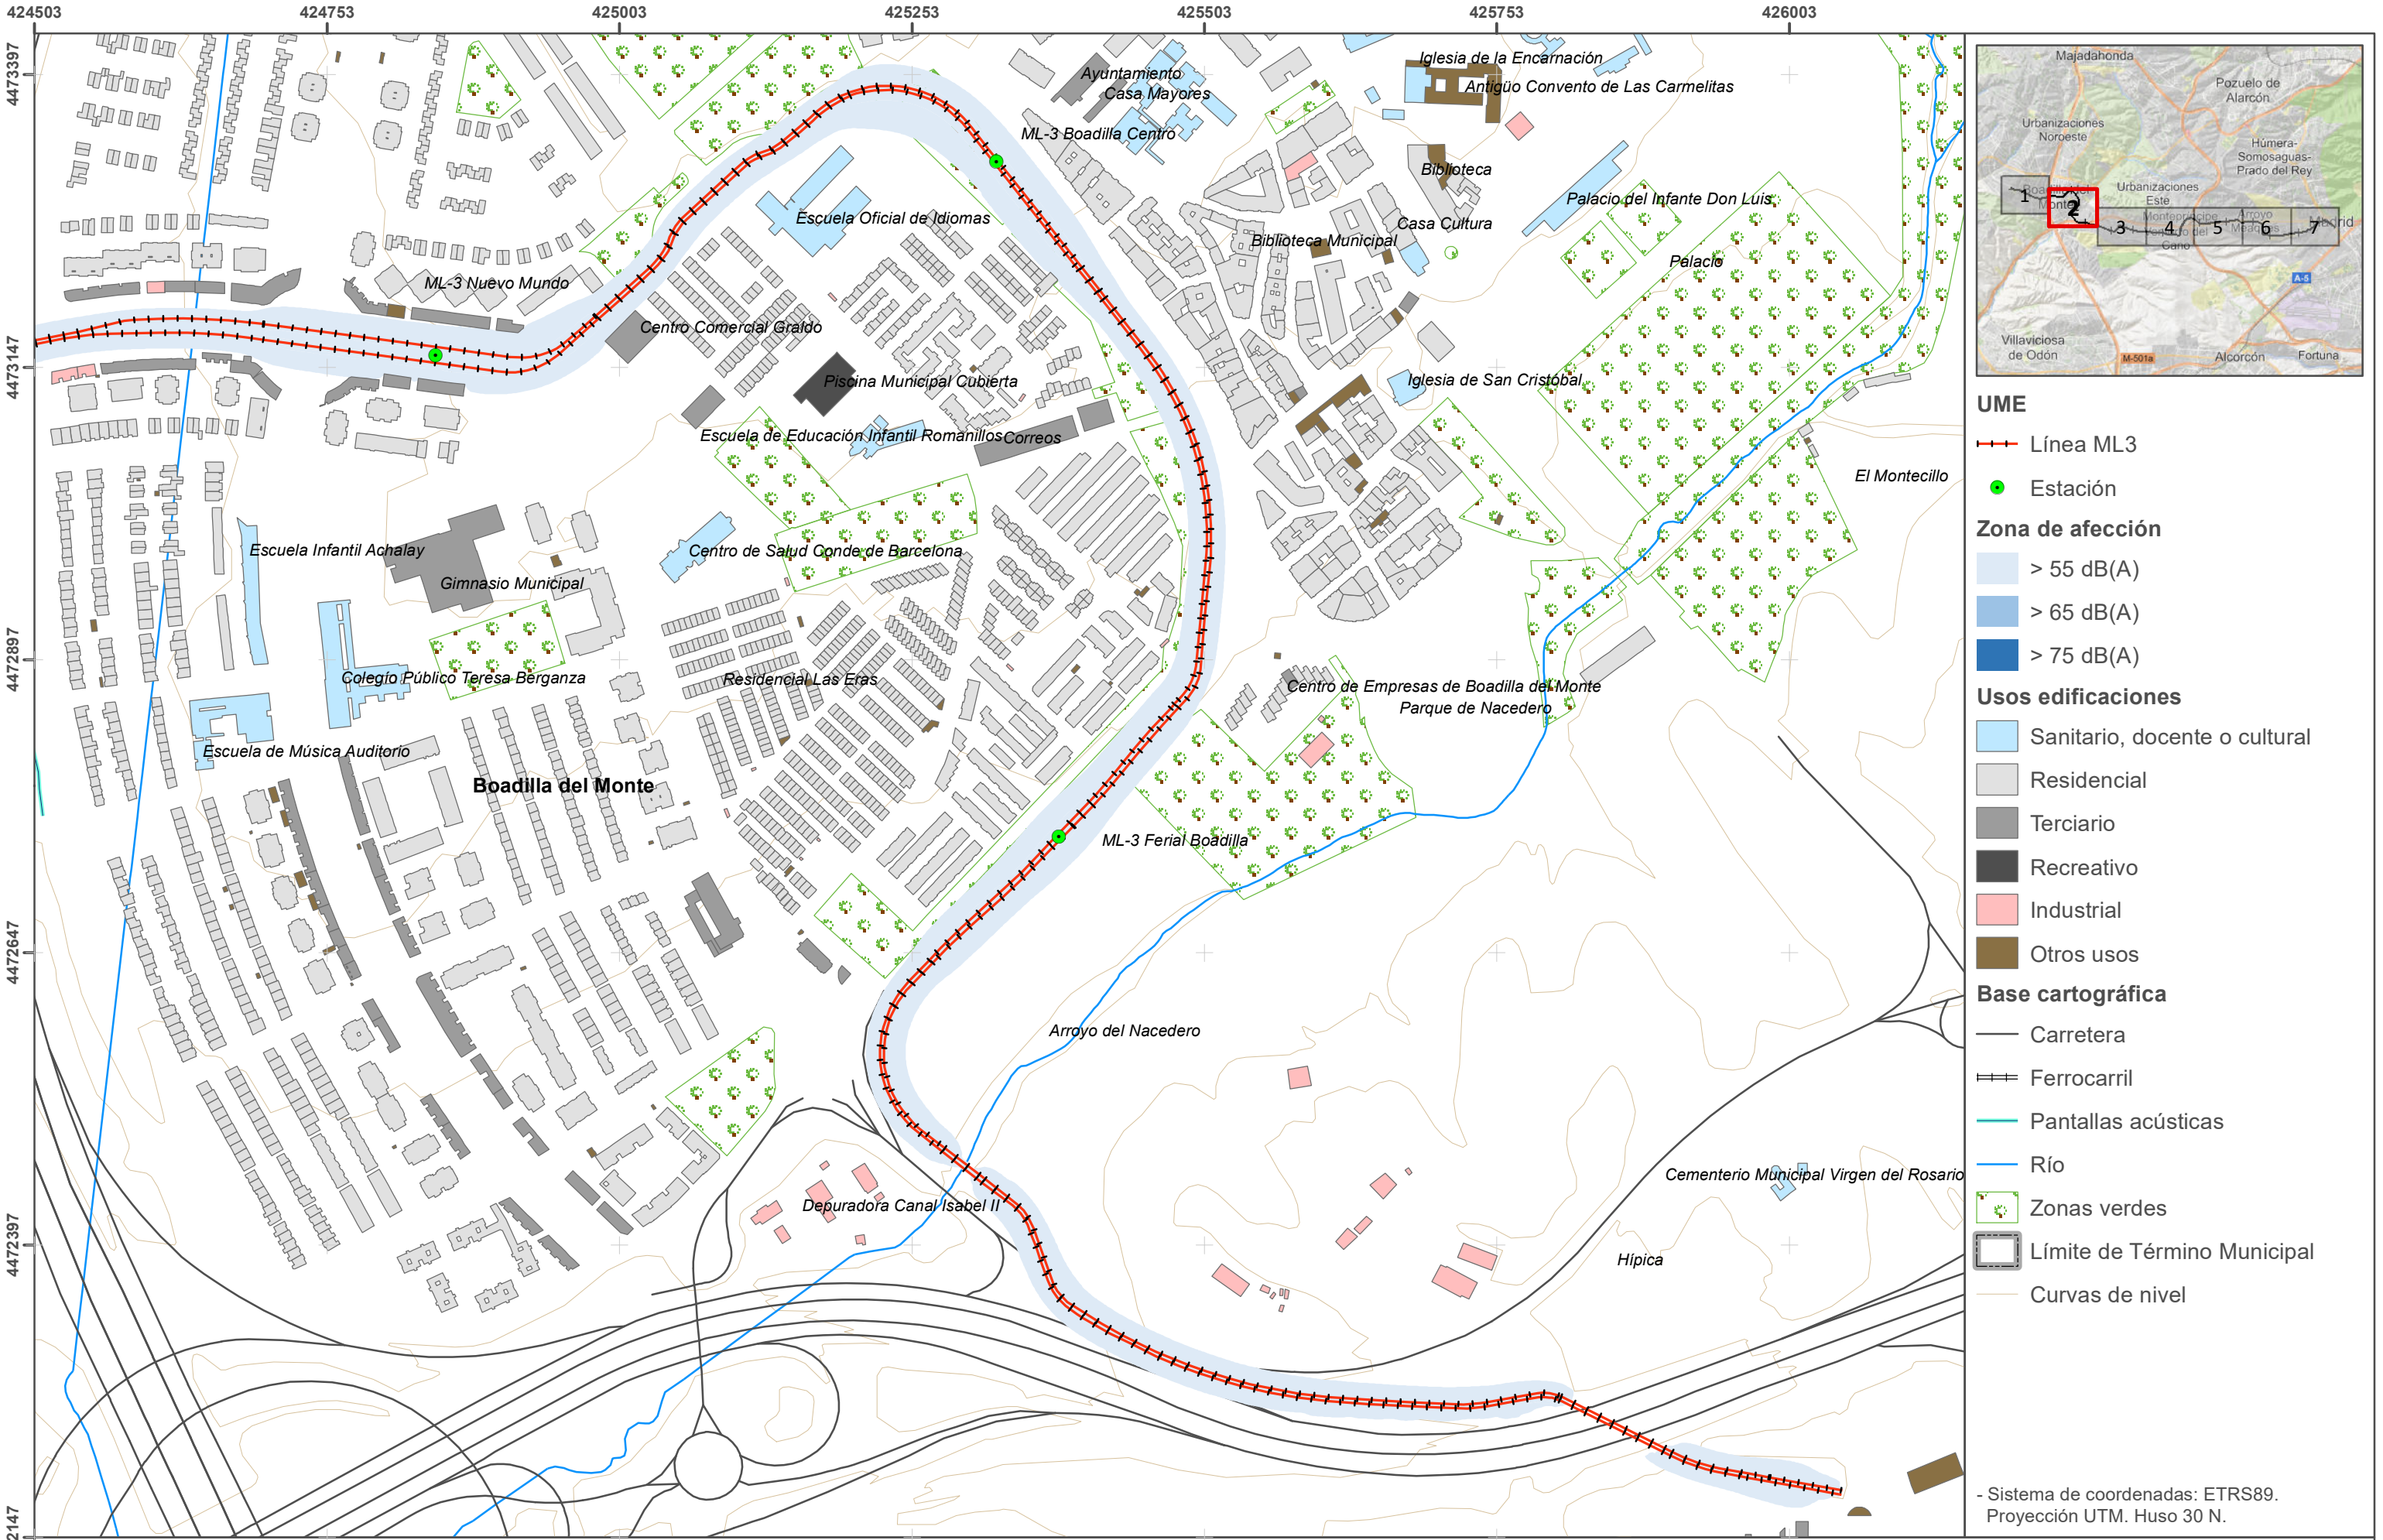 424503
424753
425003
425253
425503
425753
426003
4473397
4473147
4472897
4472647
4472397
2147
Iglesia de la Encarnación
Ayuntamiento
Antigüo Convento de Las Carmelitas
Casa Mayores
ML-3 Boadilla Centro
Biblioteca
Palacio del Infante Don Luis
Escuela Oficial de Idiomas
Casa Cultura
Biblioteca Municipal
Palacio
ML-3 Nuevo Mundo
Centro Comercial Graldo
Piscina Municipal Cubierta
Iglesia de San Cristóbal
Escuela de Educación Infantil Romanillos
Correos
El Montecillo
Escuela Infantil Achalay
Centro de Salud Conde de Barcelona
Gimnasio Municipal
Colegio Público Teresa Berganza
Residencial Las Eras
Centro de Empresas de Boadilla del Monte
Parque de Nacedero
Escuela de Música Auditorio
Boadilla del Monte
ML-3 Ferial Boadilla
Arroyo del Nacedero
Cementerio Municipal Virgen del Rosario
Depuradora Canal Isabel II
Hípica
Majadahonda
Pozuelo de
Alarcón
Urbanizaciones
Noroeste
Húmera-
Somosaguas-
Prado del Rey
Urbanizaciones
Este
1
2
3
4
5
6
7
Madrid
A-5
Villaviciosa
de Odón
M-501a
Alcorcón
Fortuna
UME
Línea ML3
Estación
Zona de afección
> 55 dB(A)
> 65 dB(A)
> 75 dB(A)
Usos edificaciones
Sanitario, docente o cultural
Residencial
Terciario
Recreativo
Industrial
Otros usos
Base cartográfica
Carretera
Ferrocarril
Pantallas acústicas
Río
Zonas verdes
Límite de Término Municipal
Curvas de nivel
- Sistema de coordenadas: ETRS89.
Proyección UTM. Huso 30 N.